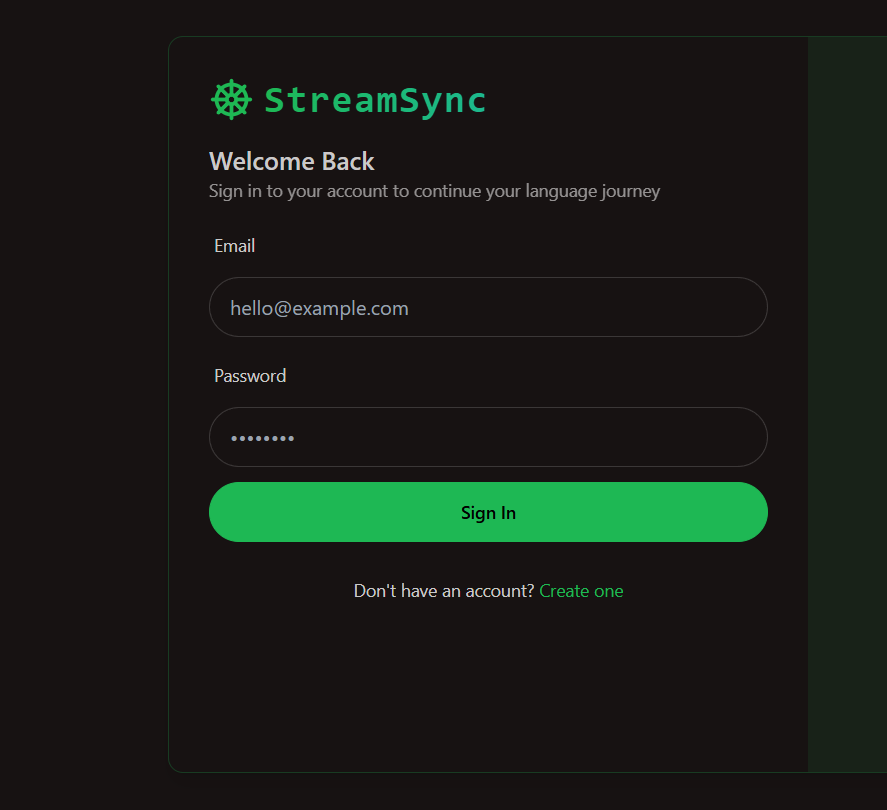 StreamSync
Welcome Back
Sign in to your account to continue your language journey
Email
hello@example.com
Password
••••••••
Sign In
Don't have an account? Create one